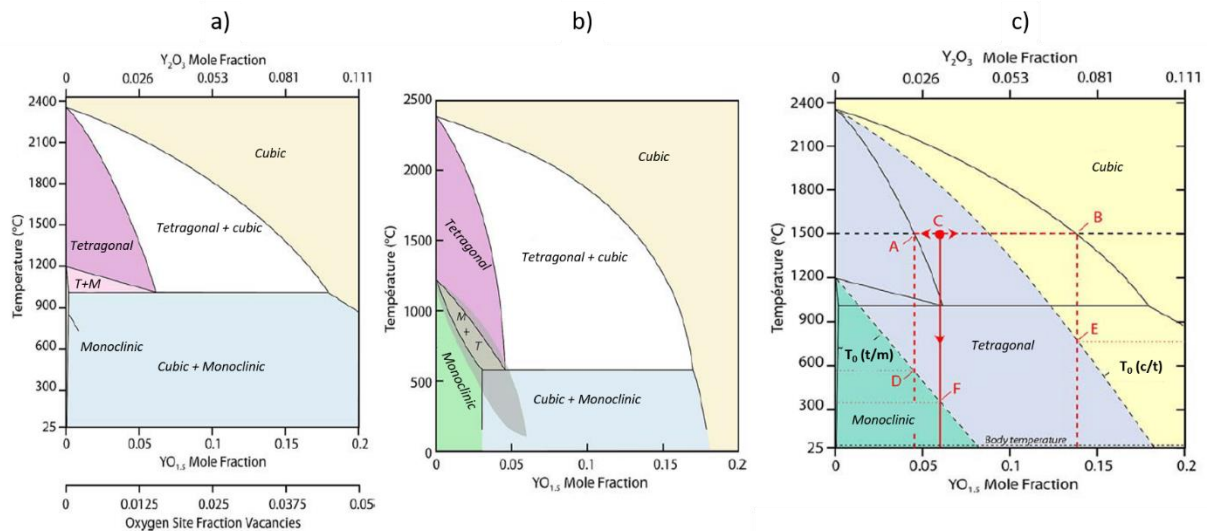 a)
b)
c)
Y₂O₃ Mole Fraction
0 0.026 0.053 0.081 0.111
2400
2100
1800
1500
1200
900
600
300
25
Température (°C)
Cubic
Tetragonal + cubic
Tetragonal
T+M
Monoclinic
Cubic + Monoclinic
0 0.05 0.1 0.15 0.2
YO₁.₅ Mole Fraction
0 0.0125 0.025 0.0375 0.05
Oxygen Site Fraction Vacancies
2500
2000
1500
1000
500
0
Température (°C)
Cubic
Tetragonal
Tetragonal + cubic
M + T
Monoclinic
Cubic + Monoclinic
0 0.05 0.1 0.15 0.2
YO₁.₅ Mole Fraction
Y₂O₃ Mole Fraction
0 0.026 0.053 0.081 0.111
2400
2100
1800
1500
1200
900
600
300
25
Température (°C)
Cubic
C
B
A
E
Tetragonal
T₀ (t/m)
T₀ (c/t)
D
F
Monoclinic
Body temperature
0 0.05 0.1 0.15 0.2
YO₁.₅ Mole Fraction